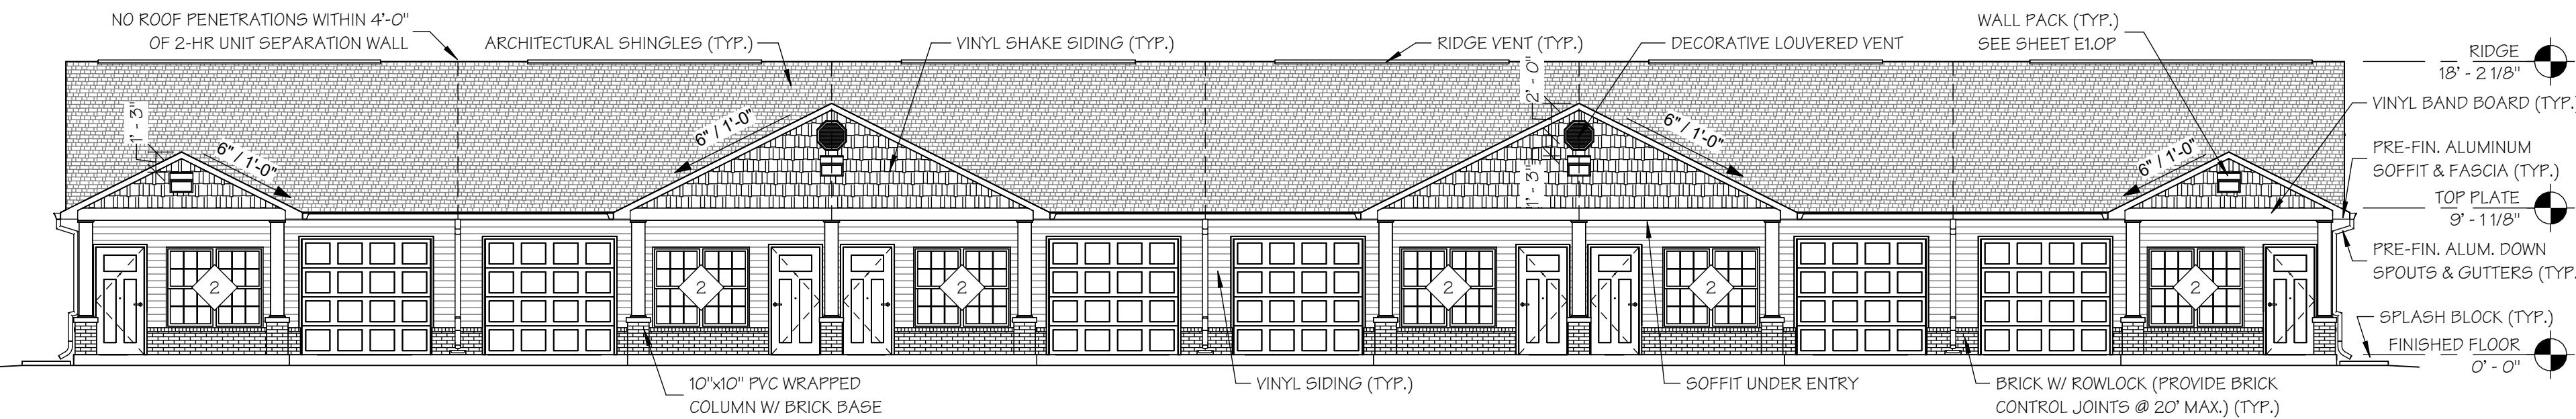 NO ROOF PENETRATIONS WITHIN 4'-0"
OF 2-HR UNIT SEPARATION WALL
ARCHITECTURAL SHINGLES (TYP.)
VINYL SHAKE SIDING (TYP.)
RIDGE VENT (TYP.)
DECORATIVE LOUVERED VENT
WALL PACK (TYP.)
SEE SHEET E1.0P
RIDGE
18' - 2 1/8"
VINYL BAND BOARD (TYP.)
PRE-FIN. ALUMINUM
SOFFIT & FASCIA (TYP.)
TOP PLATE
9' - 1 1/8"
PRE-FIN. ALUM. DOWN
SPOUTS & GUTTERS (TYP.
SPLASH BLOCK (TYP.)
FINISHED FLOOR
0' - 0"
1' - 3"
6" / 1'-0"
6" / 1'-0"
2' - 0"
1' - 3"
6" / 1'-0"
6" / 1'-0"
2
2
2
2
2
2
10"x10" PVC WRAPPED
COLUMN W/ BRICK BASE
VINYL SIDING (TYP.)
SOFFIT UNDER ENTRY
BRICK W/ ROWLOCK (PROVIDE BRICK
CONTROL JOINTS @ 20' MAX.) (TYP.)